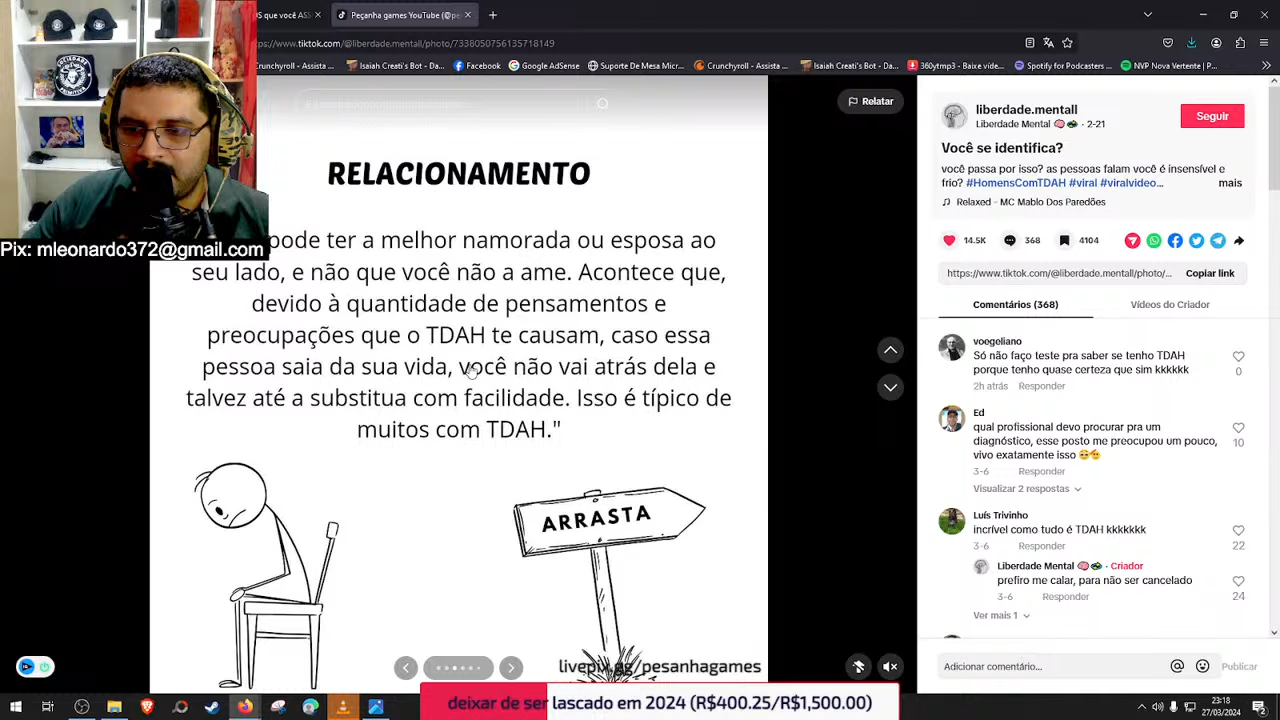 US que você ASS
Peçanha games YouTube (@pe
ps://www.tiktok.com/@liberdade.mentall/photo/7338050756135718149
Crunchyroll - Assista
Isaiah Creati's Bot - Da...
Facebook
Google AdSense
Suporte De Mesa Micr...
Crunchyroll - Assista...
Isaiah Creati's Bot - Da...
360ytmp3 - Baixe víde...
Spotify for Podcasters...
NVP Nova Vertente | P...
SOCIEDADE
PRIMITIVA
Pix: mleonardo372@gmail.com
Relatar
RELACIONAMENTO
pode ter a melhor namorada ou esposa ao
seu lado, e não que você não a ame. Acontece que,
devido à quantidade de pensamentos e
preocupações que o TDAH te causam, caso essa
pessoa saia da sua vida, você não vai atrás dela e
talvez até a substitua com facilidade. Isso é típico de
muitos com TDAH."
ARRASTA
livepix.gg/pesanhagames
deixar de ser lascado em 2024 (R$400.25/R$1,500.00)
liberdade.mentall
Liberdade Mental · 2-21
Seguir
Você se identifica?
você passa por isso? as pessoas falam você é insensível e
frio? #HomensComTDAH #viral #viralvideo... mais
Relaxed - MC Mablo Dos Paredões
14.5K 368 4104
https://www.tiktok.com/@liberdade.mentall/photo/... Copiar link
Comentários (368) Vídeos do Criador
voegeliano
Só não faço teste pra saber se tenho TDAH
porque tenho quase certeza que sim kkkkkk
0
2h atrás Responder
Ed
qual profissional devo procurar pra um
diagnóstico, esse posto me preocupou um pouco,
vivo exatamente isso 🥺🤕
10
3-6 Responder
Visualizar 2 respostas
Luís Trivinho
incrível como tudo é TDAH kkkkkkk
3-6 Responder
22
Liberdade Mental · Criador
prefiro me calar, para não ser cancelado
3-6 Responder
24
Ver mais 1
Adicionar comentário... Publicar
23:18
27/03/2024